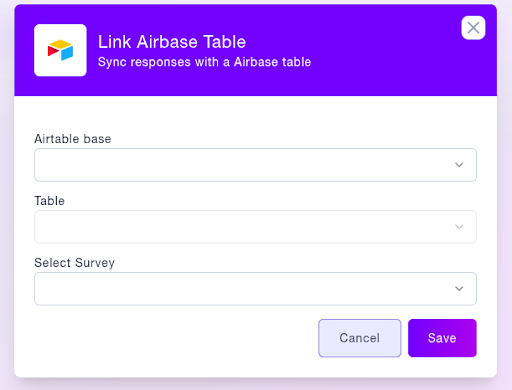 Link Airbase Table
Sync responses with a Airbase table
Airtable base
Table
Select Survey
Cancel
Save